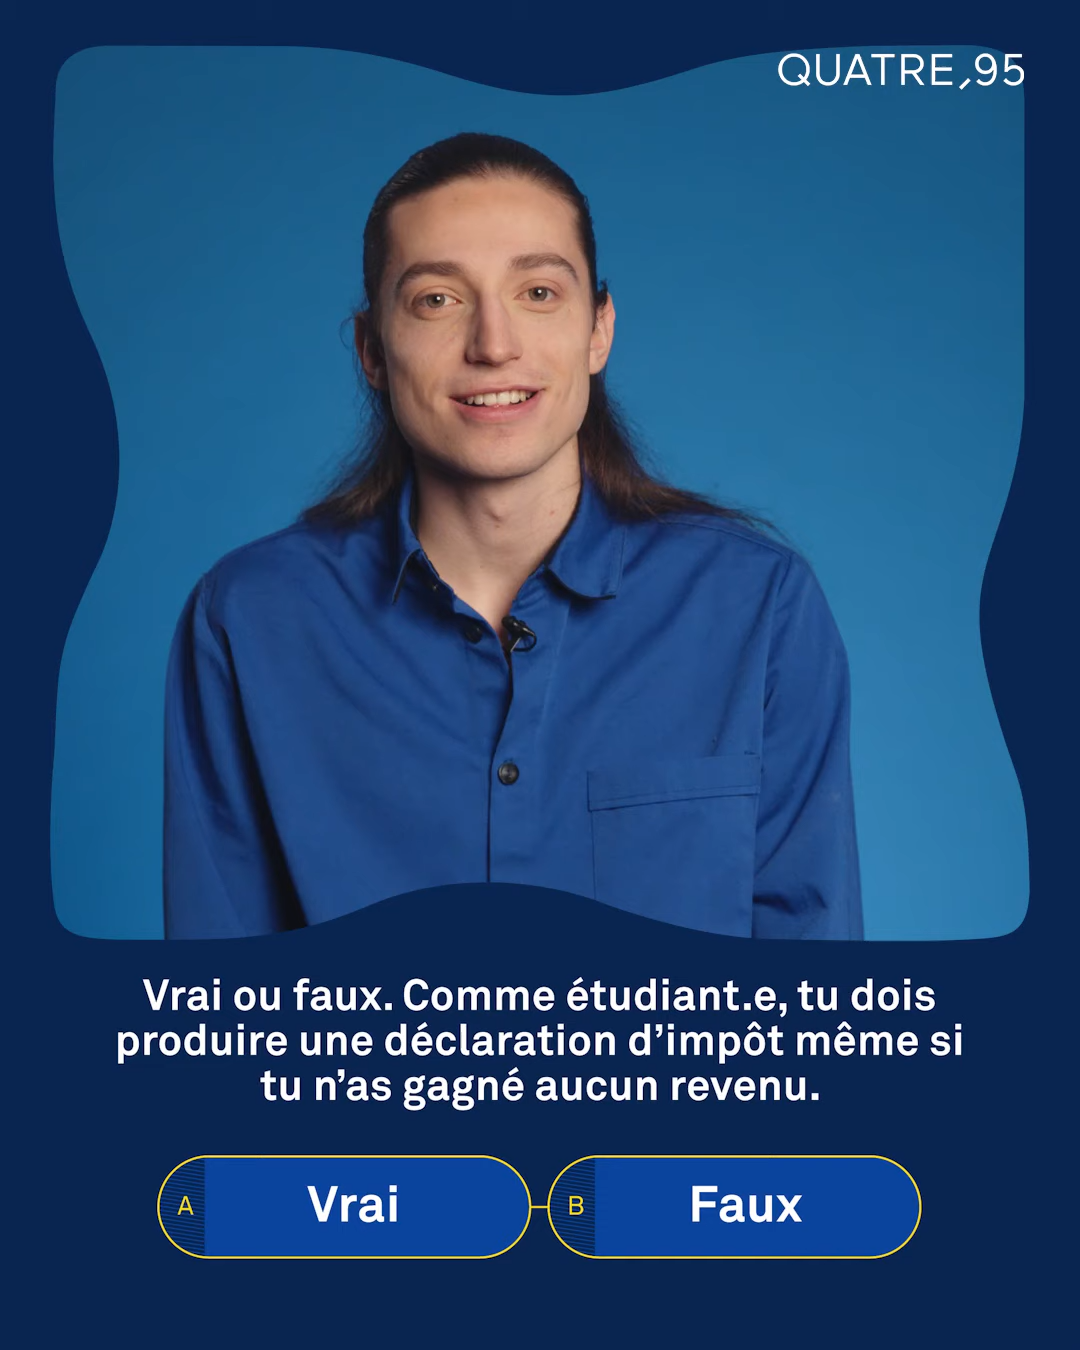 QUATRE,95
Vrai ou faux. Comme étudiant.e, tu dois
produire une déclaration d’impôt même si
tu n’as gagné aucun revenu.
A Vrai
B Faux